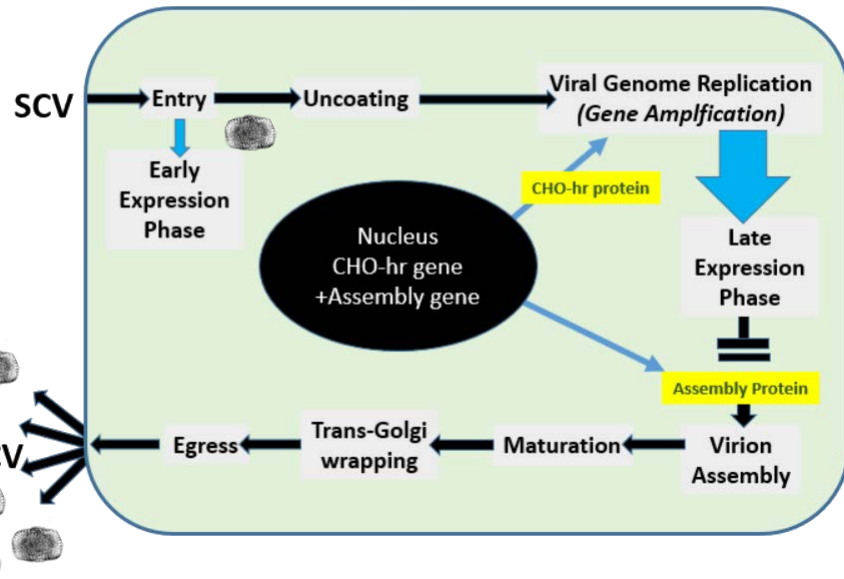 SCV
Entry
Uncoating
Viral Genome Replication
(Gene Amplfication)
Early
Expression
Phase
CHO-hr protein
Nucleus
CHO-hr gene
+Assembly gene
Late
Expression
Phase
Assembly Protein
Egress
Trans-Golgi
wrapping
Maturation
Virion
Assembly